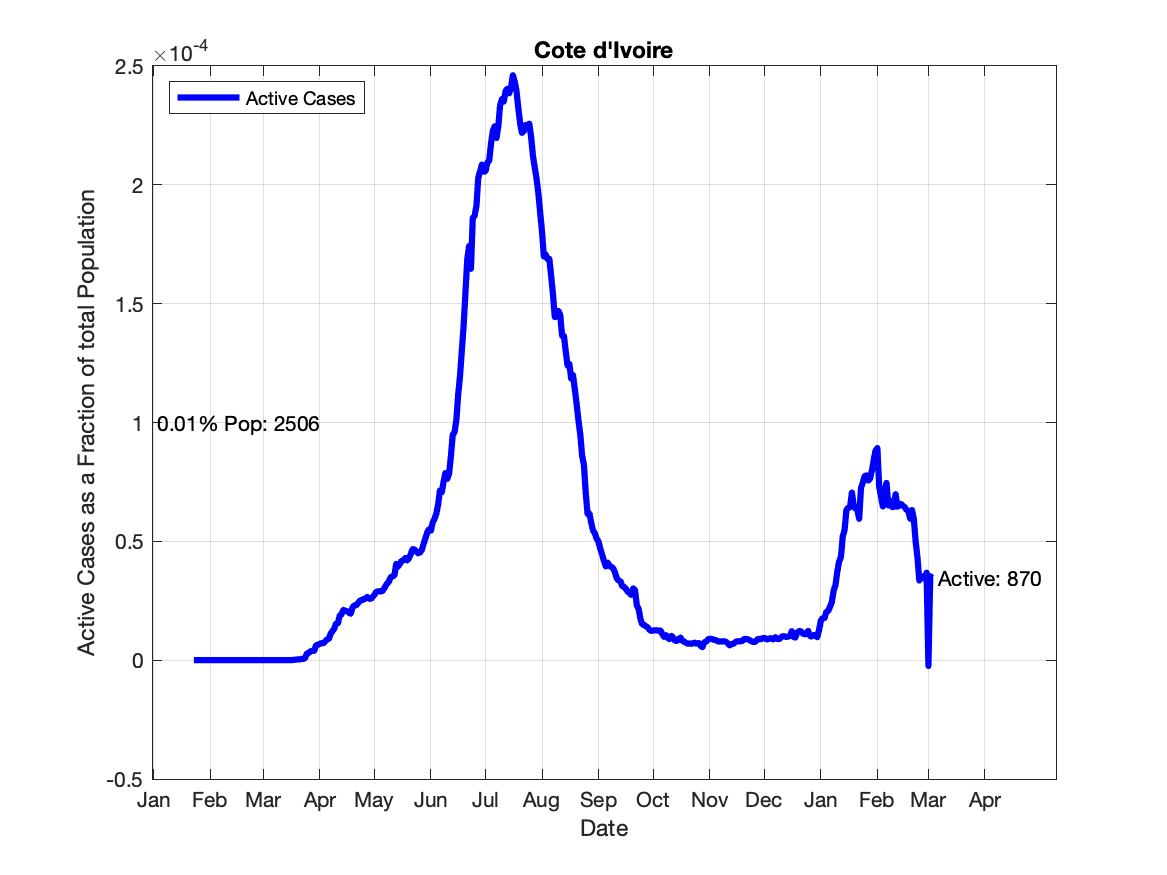 Cote d'Ivoire
×10-4
Active Cases
2.5
2
1.5
1
0.5
0
-0.5
0.01% Pop: 2506
Active: 870
Active Cases as a Fraction of total Population
Jan Feb Mar Apr May Jun Jul Aug Sep Oct Nov Dec Jan Feb Mar Apr
Date